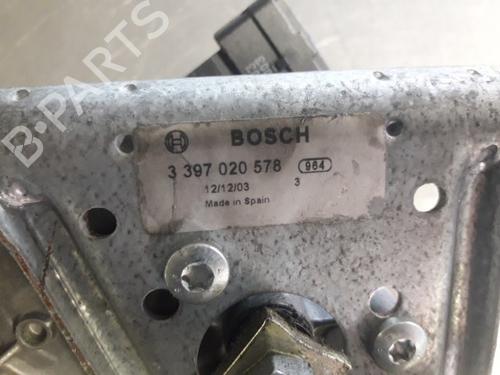 B-PARTS
BOSCH
3 397 020 578 984
12/12/03 3
Made in Spain